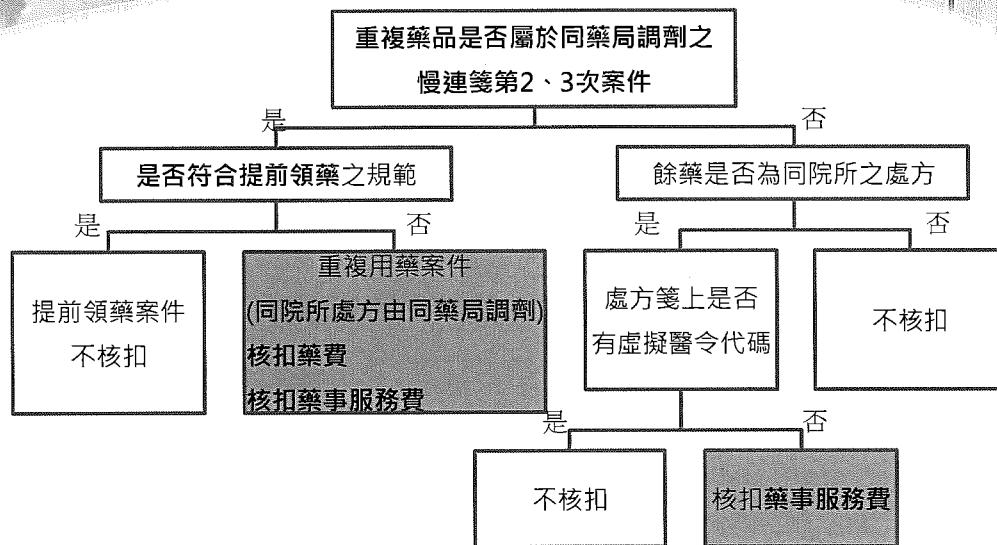 重複藥品是否屬於同藥局調劑之
慢連箋第2、3次案件
是
否
是否符合提前領藥之規範
餘藥是否為同院所之處方
是
否
是
否
提前領藥案件
不核扣
重複用藥案件
(同院所處方由同藥局調劑)
核扣藥費
核扣藥事服務費
處方箋上是否
有虛擬醫令代碼
不核扣
是
否
不核扣
核扣藥事服務費